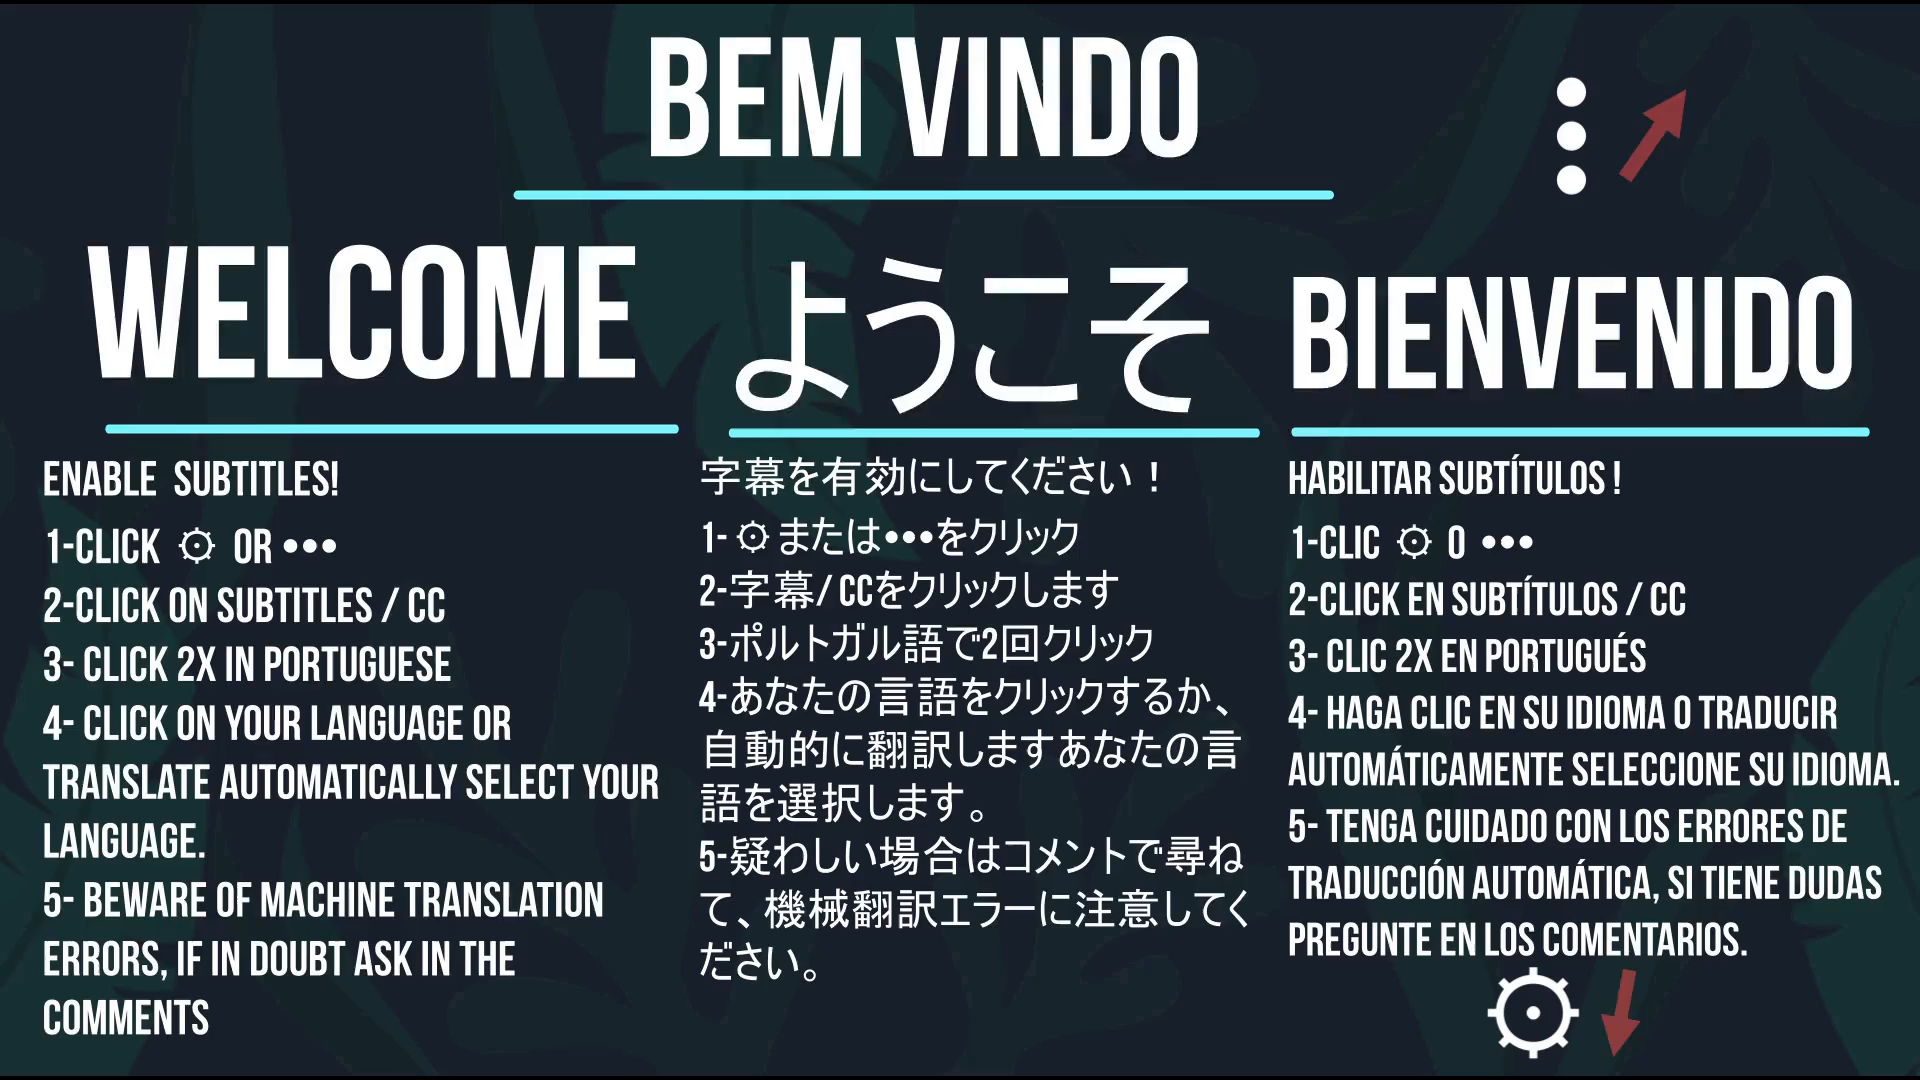 BEM VINDO
WELCOME
ENABLE SUBTITLES!
1-CLICK ⚙ OR •••
2-CLICK ON SUBTITLES / CC
3- CLICK 2X IN PORTUGUESE
4- CLICK ON YOUR LANGUAGE OR
TRANSLATE AUTOMATICALLY SELECT YOUR
LANGUAGE.
5- BEWARE OF MACHINE TRANSLATION
ERRORS, IF IN DOUBT ASK IN THE
COMMENTS
ようこそ
字幕を有効にしてください！
1-⚙または•••をクリック
2-字幕/CCをクリックします
3-ポルトガル語で2回クリック
4-あなたの言語をクリックするか、
自動的に翻訳しますあなたの言
語を選択します。
5-疑わしい場合はコメントで尋ね
て、機械翻訳エラーに注意してく
ださい。
BIENVENIDO
HABILITAR SUBTÍTULOS !
1-CLIC ⚙ O •••
2-CLICK EN SUBTÍTULOS / CC
3- CLIC 2X EN PORTUGUÉS
4- HAGA CLIC EN SU IDIOMA O TRADUCIR
AUTOMÁTICAMENTE SELECCIONE SU IDIOMA.
5- TENGA CUIDADO CON LOS ERRORES DE
TRADUCCIÓN AUTOMÁTICA, SI TIENE DUDAS
PREGUNTE EN LOS COMENTARIOS.